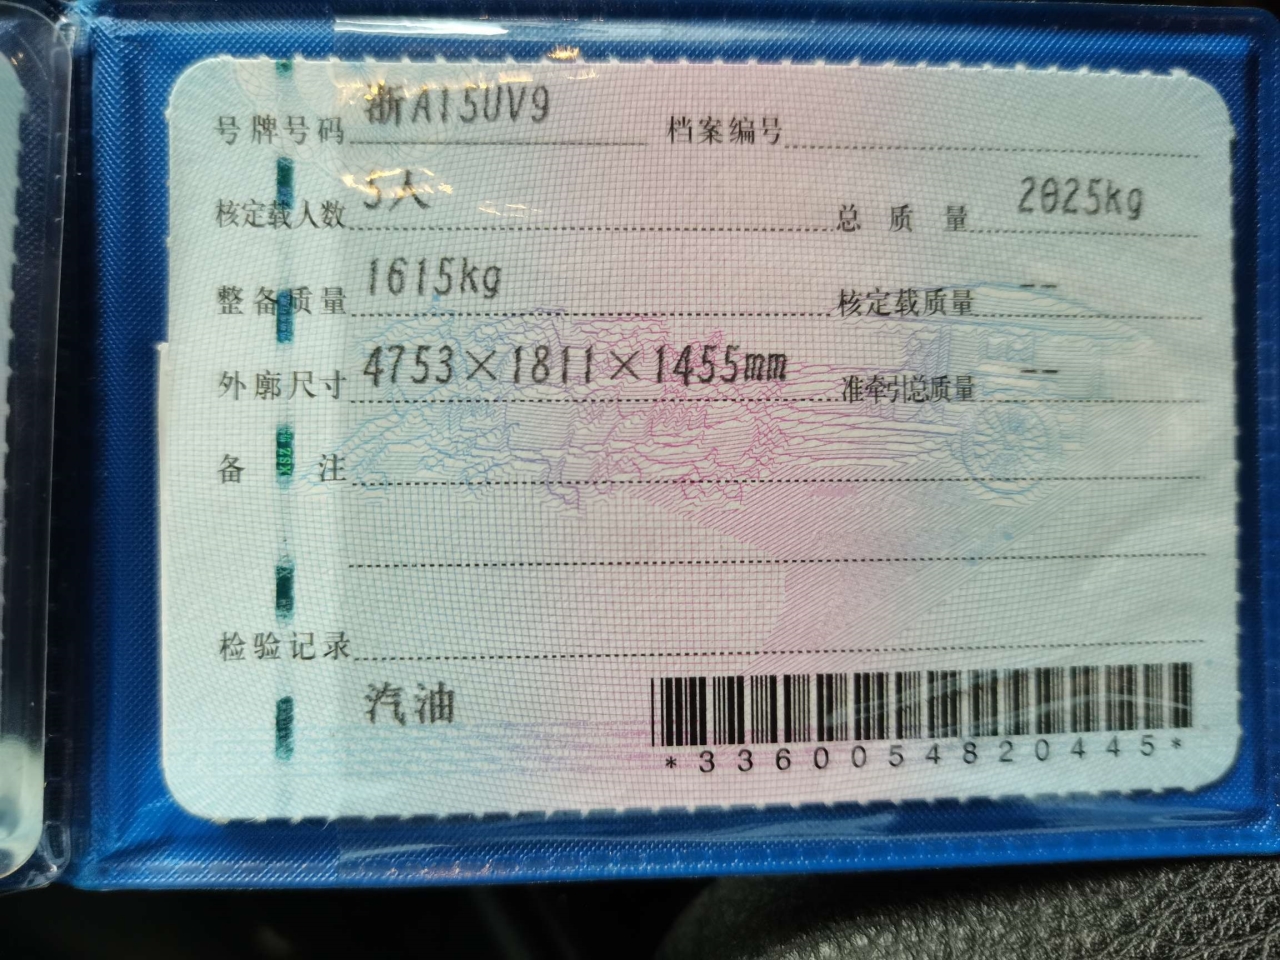 号牌号码 浙A15UV9 档案编号
核定载人数 5人 总质量 2025kg
整备质量 1615kg 核定载质量 --
外廓尺寸 4753×1811×1455mm 准牵引总质量 --
备注
检验记录
汽油
*3360054820445*